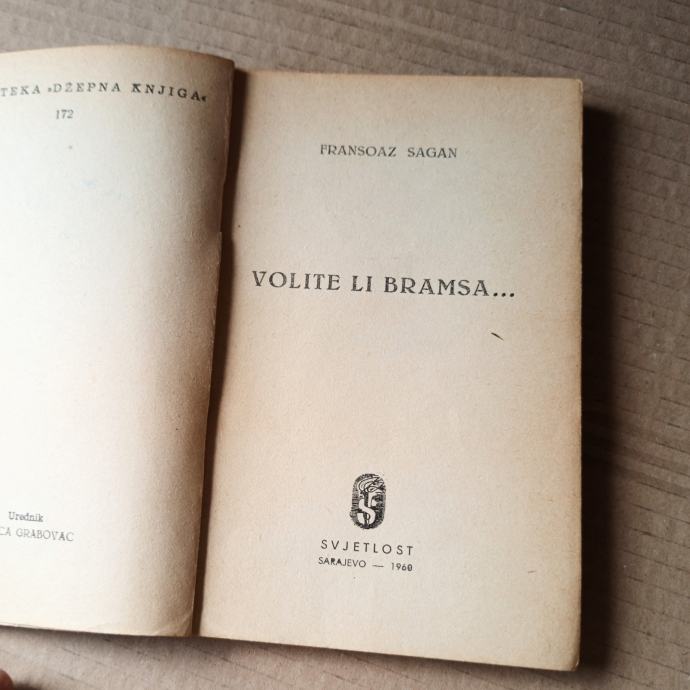 TEKA »DŽEPNA KNJIGA«
172
Urednik
CA GRABOVAC
FRANSOAZ SAGAN
VOLITE LI BRAMSA...
SVJETLOST
SARAJEVO — 1960